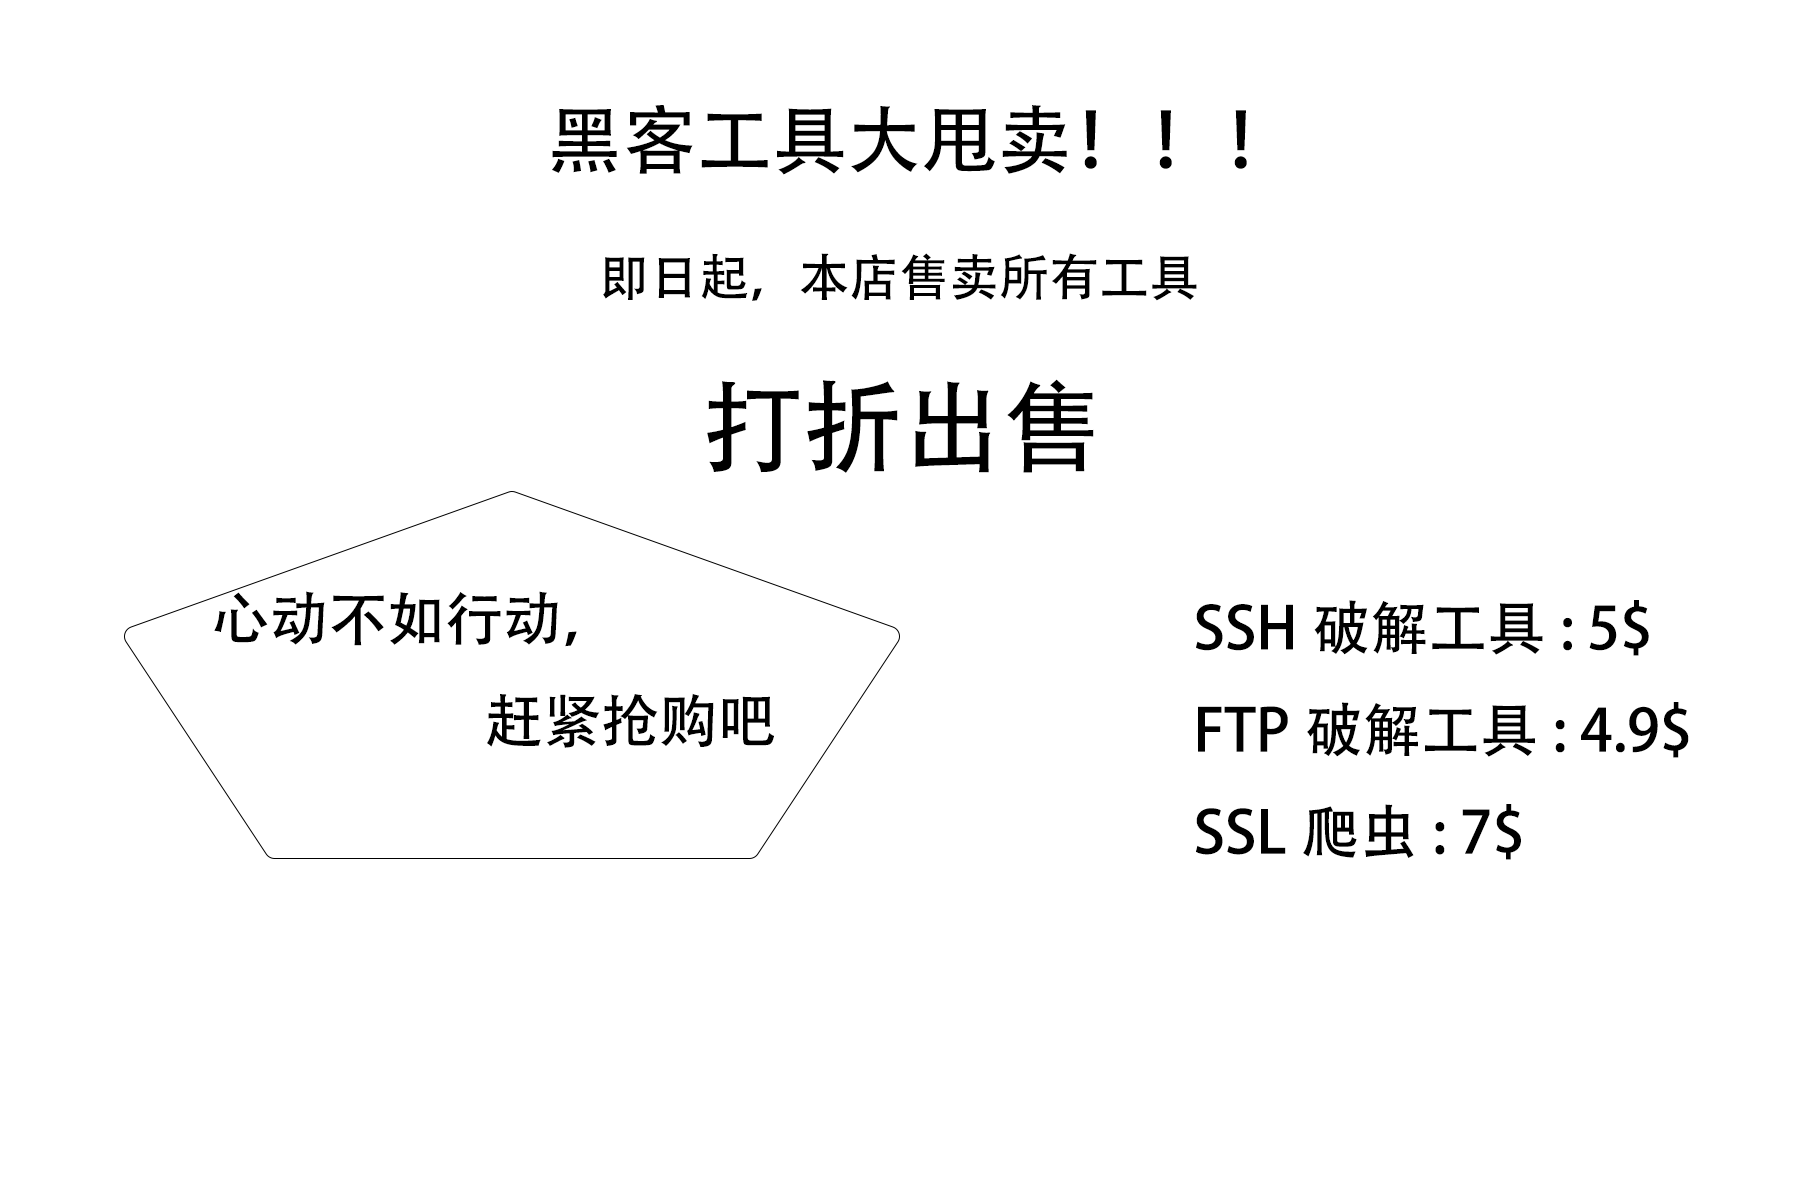 黑客工具大甩卖！！！
即日起，本店售卖所有工具
打折出售
心动不如行动，
赶紧抢购吧
SSH 破解工具 : 5$
FTP 破解工具 : 4.9$
SSL 爬虫 : 7$